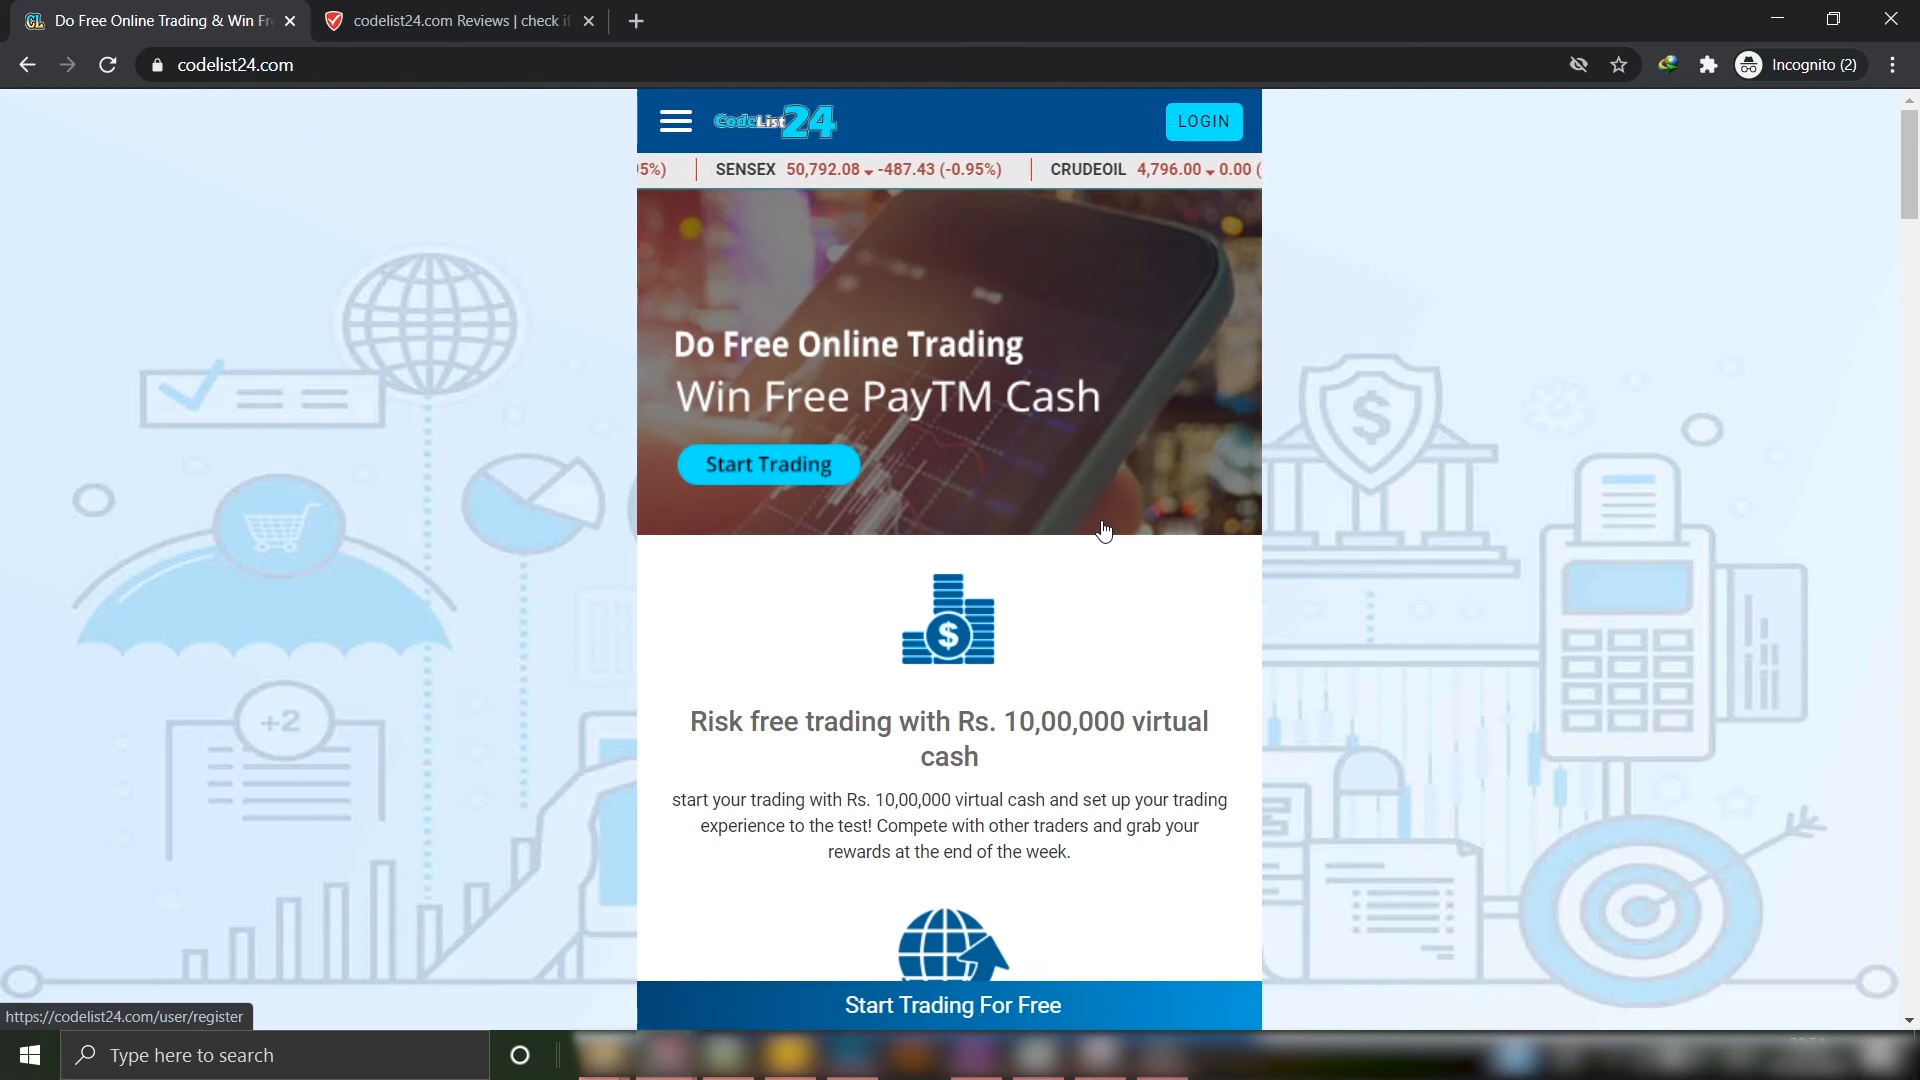 Do Free Online Trading & Win Fr
codelist24.com Reviews | check if
codelist24.com
Incognito (2)
CodeList24
LOGIN
95%)
SENSEX 50,792.08 -487.43 (-0.95%)
CRUDEOIL 4,796.00 0.00 (
Do Free Online Trading
Win Free PayTM Cash
Start Trading
+2
$
$
Risk free trading with Rs. 10,00,000 virtual
cash
start your trading with Rs. 10,00,000 virtual cash and set up your trading
experience to the test! Compete with other traders and grab your
rewards at the end of the week.
Start Trading For Free
https://codelist24.com/user/register
Type here to search